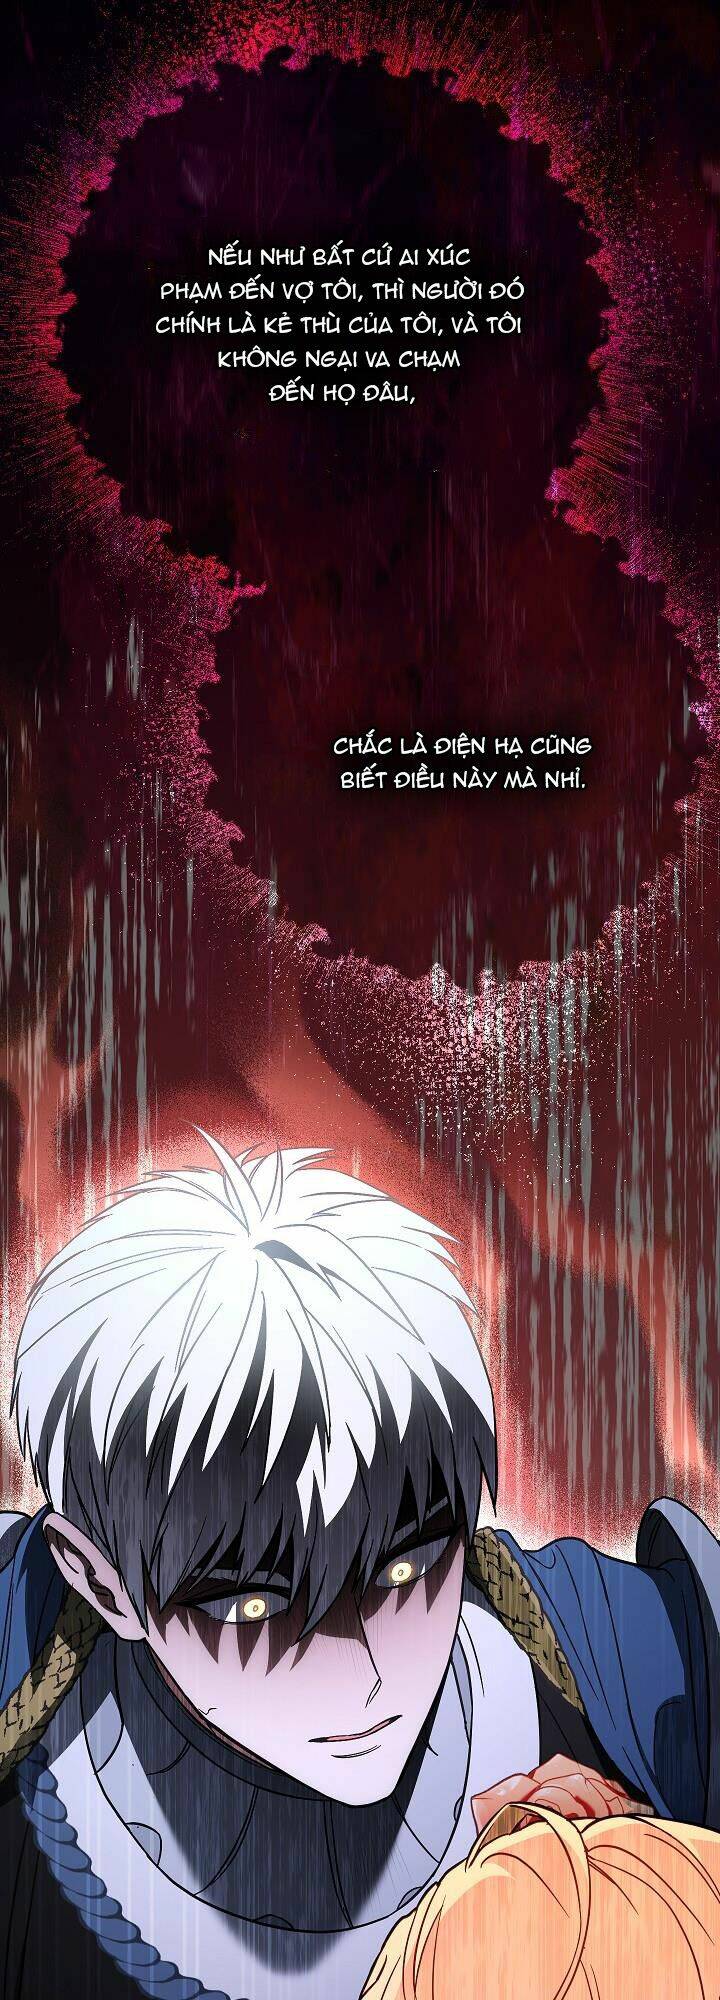 NẾU NHƯ BẤT CỨ AI XÚC
PHẠM ĐẾN VỢ TÔI, THÌ NGƯỜI ĐÓ
CHÍNH LÀ KẺ THÙ CỦA TÔI, VÀ TÔI
KHÔNG NGẠI VA CHẠM
ĐẾN HỌ ĐÂU,
CHẮC LÀ ĐIỆN HẠ CŨNG
BIẾT ĐIỀU NÀY MÀ NHỈ.